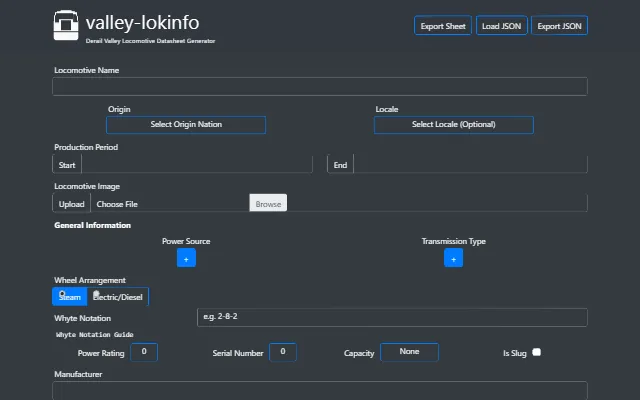 valley-lokinfo
Derail Valley Locomotive Datasheet Generator
Export Sheet
Load JSON
Export JSON
Locomotive Name
Origin
Locale
Select Origin Nation
Select Locale (Optional)
Production Period
Start
End
Locomotive Image
Upload
Choose File
Browse
General Information
Power Source
Transmission Type
+
+
Wheel Arrangement
Steam
Electric/Diesel
Whyte Notation
e.g. 2-8-2
Whyte Notation Guide
Power Rating
0
Serial Number
0
Capacity
None
Is Slug
Manufacturer